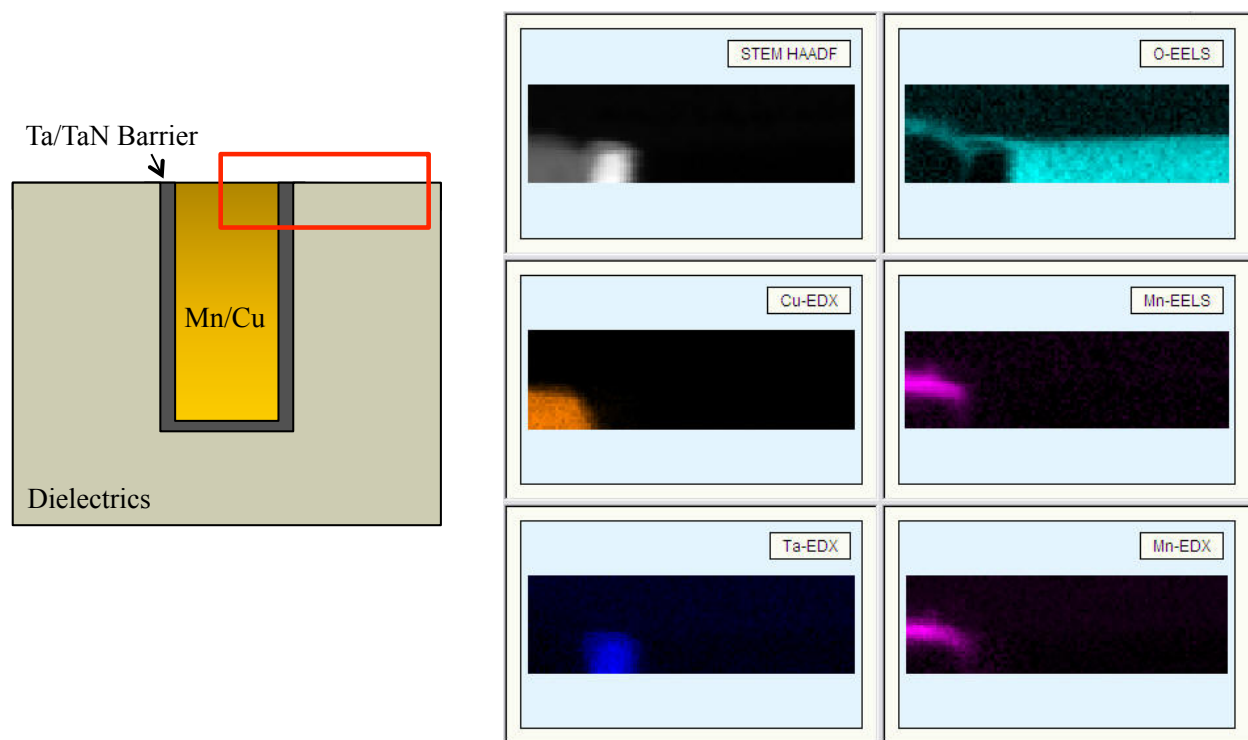 Ta/TaN Barrier
Mn/Cu
Dielectrics
STEM HAADF
O-EELS
Cu-EDX
Mn-EELS
Ta-EDX
Mn-EDX